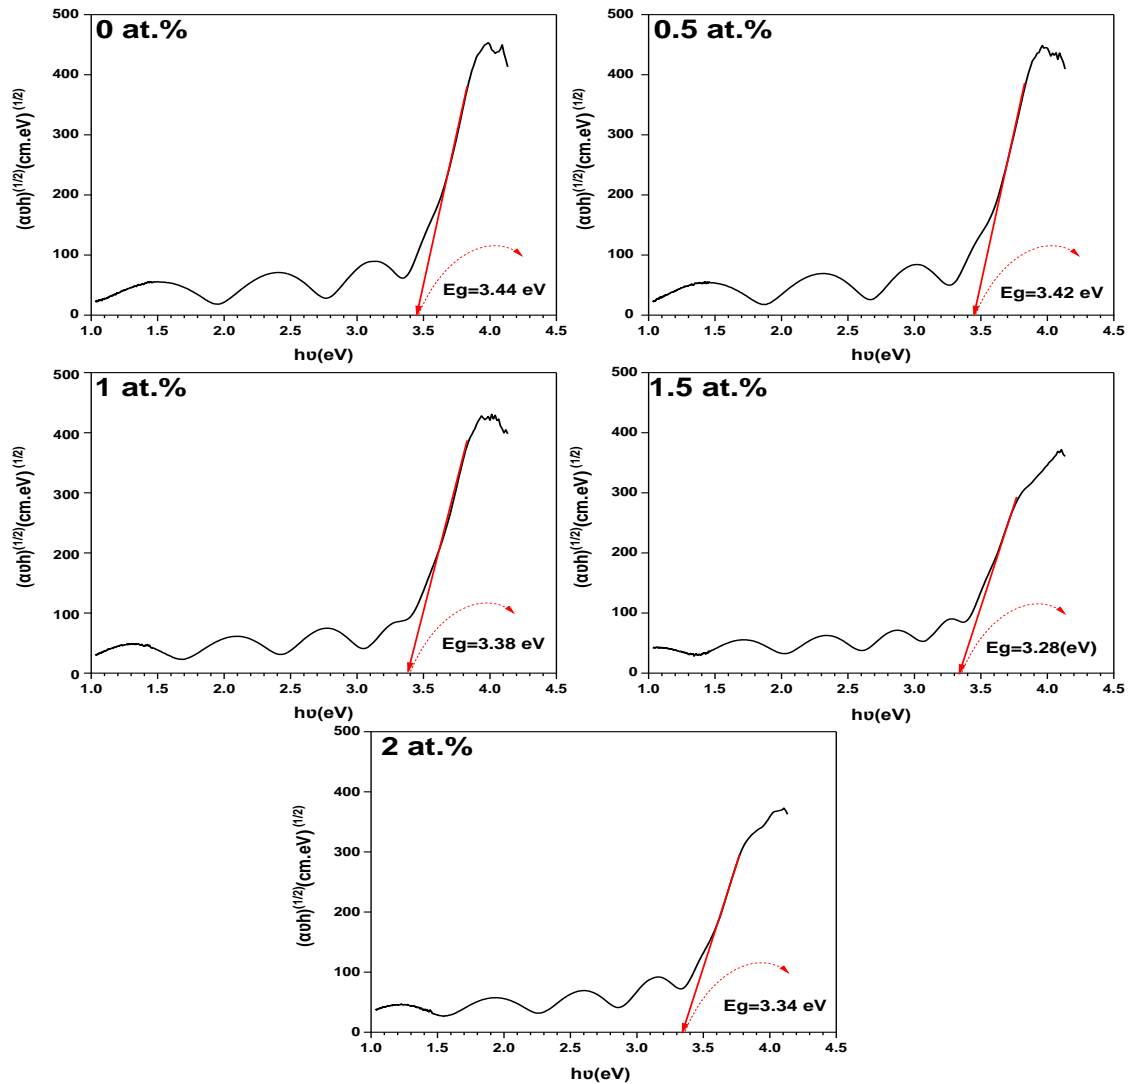 0 at.%
500
400
300
200
100
0
(αυh)^(1/2)(cm.eV)^(1/2)
Eg=3.44 eV
1.0 1.5 2.0 2.5 3.0 3.5 4.0 4.5
hυ(eV)
0.5 at.%
500
400
300
200
100
0
(αυh)^(1/2)(cm.eV)^(1/2)
Eg=3.42 eV
1.0 1.5 2.0 2.5 3.0 3.5 4.0 4.5
hυ(eV)
1 at.%
500
400
300
200
100
0
(αυh)^(1/2)(cm.eV)^(1/2)
Eg=3.38 eV
1.0 1.5 2.0 2.5 3.0 3.5 4.0 4.5
hυ(eV)
1.5 at.%
500
400
300
200
100
0
(αυh)^(1/2)(cm.eV)^(1/2)
Eg=3.28(eV)
1.0 1.5 2.0 2.5 3.0 3.5 4.0 4.5
hυ(eV)
2 at.%
500
400
300
200
100
0
(αυh)^(1/2)(cm.eV)^(1/2)
Eg=3.34 eV
1.0 1.5 2.0 2.5 3.0 3.5 4.0 4.5
hυ(eV)